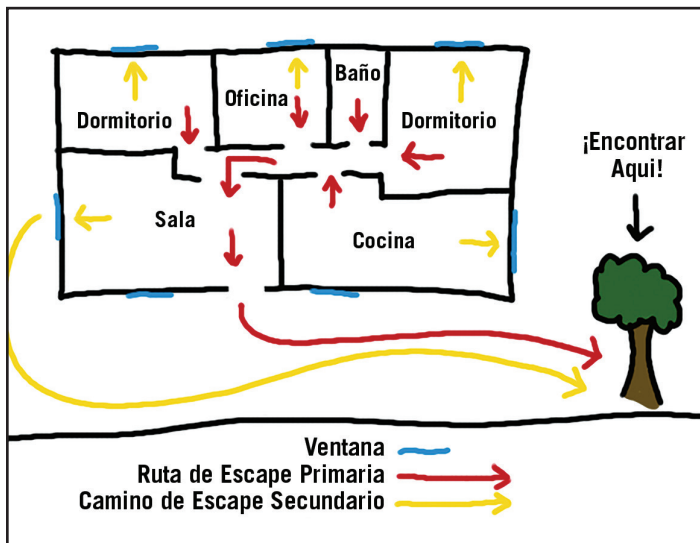 Dormitorio
Oficina
Baño
Dormitorio
¡Encontrar
Aqui!
Sala
Cocina
Ventana
Ruta de Escape Primaria
Camino de Escape Secundario